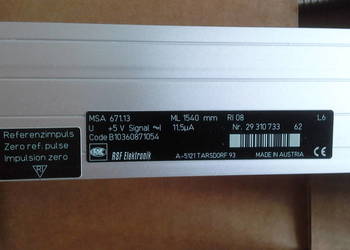 MSA 671.13 ML 1540 mm RI 08 L6
U +5 V Signal ~I 11.5µA Nr. 29 310 733 62
Code B10360871054
RSF Elektronik A-5121 TARSDORF 93 MADE IN AUSTRIA
Referenzimpuls
Zero ref. pulse
Impulsion zero
RI